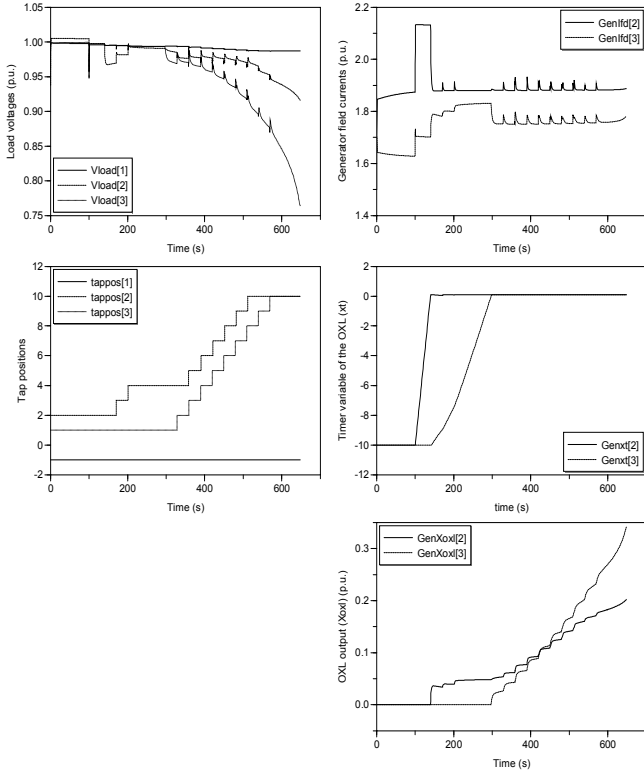 1.05
1.00
0.95
0.90
0.85
0.80
0.75
Load voltages (p.u.)
Vload[1]
Vload[2]
Vload[3]
0 200 400 600
Time (s)
2.2
2.0
1.8
1.6
1.4
Generator field currents (p.u.)
GenIfd[2]
GenIfd[3]
0 200 400 600
Time (s)
12
10
8
6
4
2
0
-2
Tap positions
tappos[1]
tappos[2]
tappos[3]
0 200 400 600
Time (s)
2
0
-2
-4
-6
-8
-10
-12
Timer variable of the OXL (xt)
Genxt[2]
Genxt[3]
0 200 400 600
time (s)
0.3
0.2
0.1
0.0
OXL output (Xoxl) (p.u.)
GenXoxl[2]
GenXoxl[3]
0 200 400 600
Time (s)